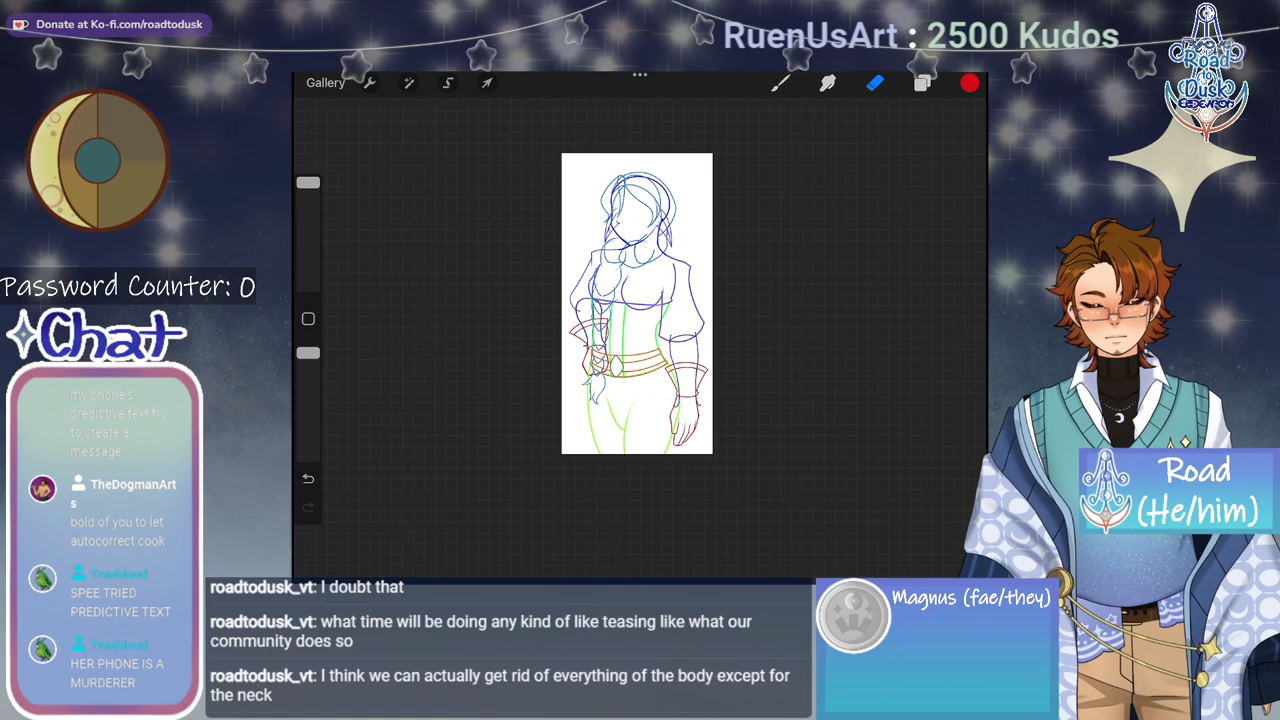 Donate at Ko-fi.com/roadtodusk
RuenUsArt : 2500 Kudos
Road
to
Dusk
Gallery
Password Counter: 0
Chat
my phone's
predictive text try
to create a
message
TheDogmanArt
s
bold of you to let
autocorrect cook
SPEE TRIED
PREDICTIVE TEXT
HER PHONE IS A
MURDERER
roadtodusk_vt: I doubt that
roadtodusk_vt: what time will be doing any kind of like teasing like what our
community does so
roadtodusk_vt: I think we can actually get rid of everything of the body except for
the neck
Magnus (fae/they)
Road
(He/him)